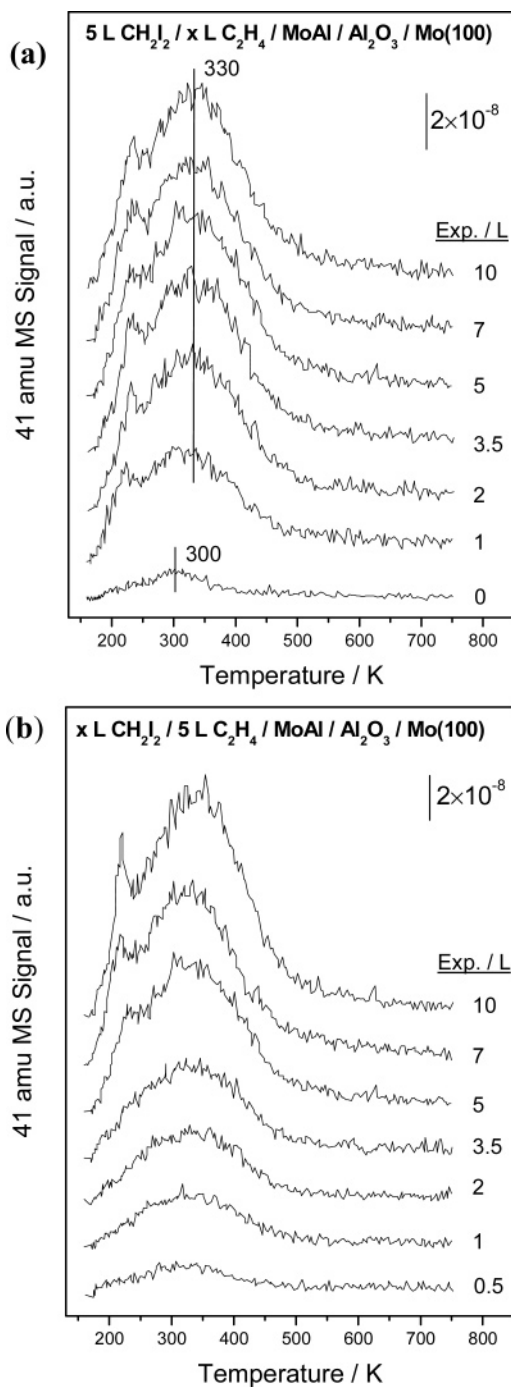 (a)
5 L CH₂I₂ / x L C₂H₄ / MoAl / Al₂O₃ / Mo(100)
330
2×10⁻⁸
Exp. / L
10
7
5
3.5
2
1
300
0
41 amu MS Signal / a.u.
200 300 400 500 600 700 800
Temperature / K
(b)
x L CH₂I₂ / 5 L C₂H₄ / MoAl / Al₂O₃ / Mo(100)
2×10⁻⁸
Exp. / L
10
7
5
3.5
2
1
0.5
41 amu MS Signal / a.u.
200 300 400 500 600 700 800
Temperature / K